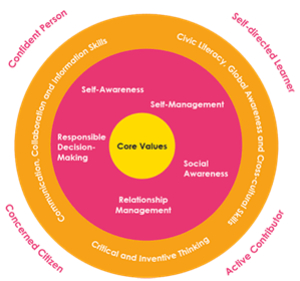 Confident Person
Self-directed Learner
Communication, Collaboration and Information Skills
Civic Literacy, Global Awareness and Cross-cultural Skills
Self-Awareness
Self-Management
Responsible
Decision-
Making
Core Values
Social
Awareness
Relationship
Management
Critical and Inventive Thinking
Concerned Citizen
Active Contributor